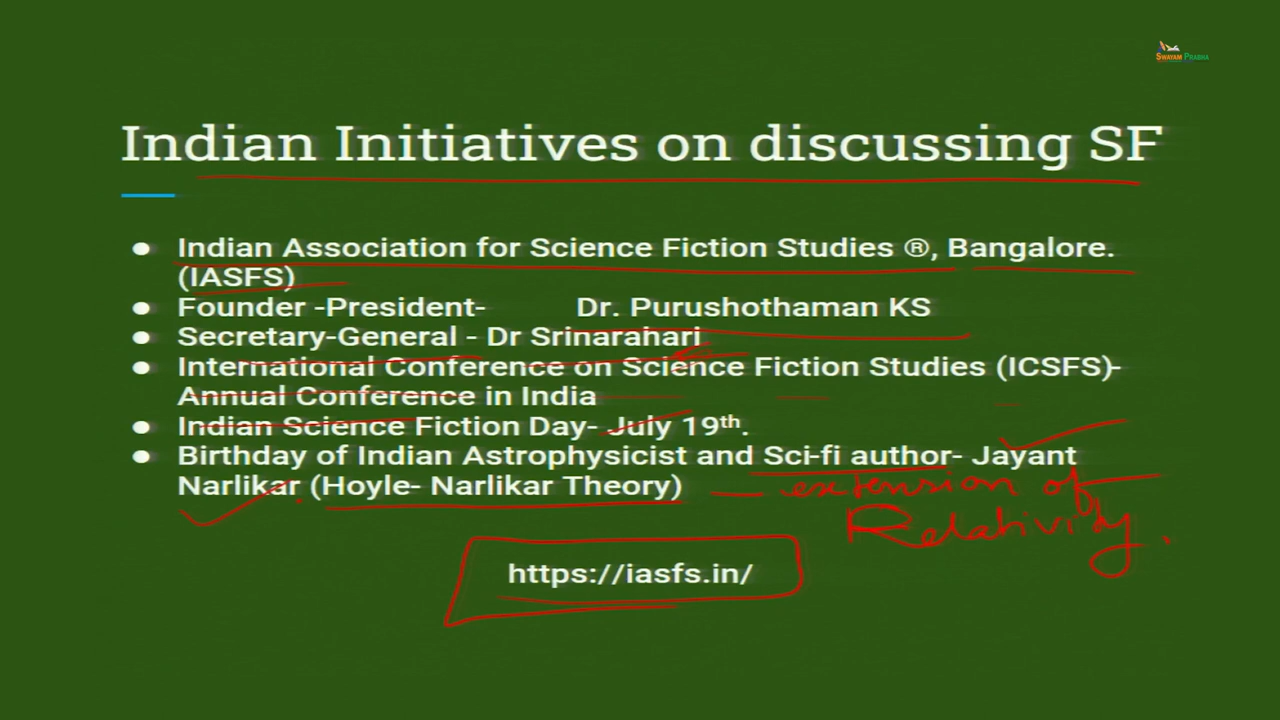 SWAYAM PRABHA
Indian Initiatives on discussing SF
● Indian Association for Science Fiction Studies ®, Bangalore.
(IASFS)
● Founder -President- Dr. Purushothaman KS
● Secretary-General - Dr Srinarahari
● International Conference on Science Fiction Studies (ICSFS)-
Annual Conference in India
● Indian Science Fiction Day- July 19th.
● Birthday of Indian Astrophysicist and Sci-fi author- Jayant
Narlikar (Hoyle- Narlikar Theory) — extension of
Relativity.
https://iasfs.in/